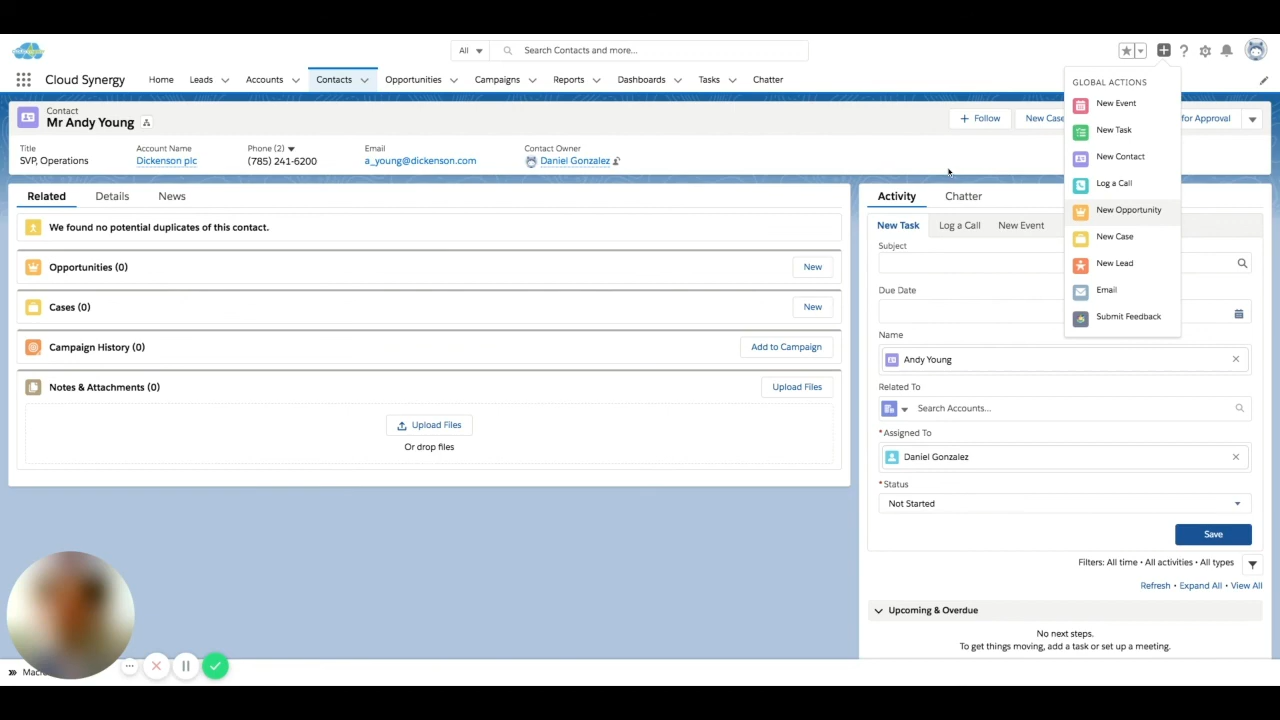 All
Search Contacts and more...
Cloud Synergy
Home
Leads
Accounts
Contacts
Opportunities
Campaigns
Reports
Dashboards
Tasks
Chatter
GLOBAL ACTIONS
New Event
New Task
New Contact
Log a Call
New Opportunity
New Case
New Lead
Email
Submit Feedback
Contact
Mr Andy Young
+ Follow
New Case
for Approval
Title
SVP, Operations
Account Name
Dickenson plc
Phone (2)
(785) 241-6200
Email
a_young@dickenson.com
Contact Owner
Daniel Gonzalez
Related
Details
News
We found no potential duplicates of this contact.
Opportunities (0)
New
Cases (0)
New
Campaign History (0)
Add to Campaign
Notes & Attachments (0)
Upload Files
Upload Files
Or drop files
Activity
Chatter
New Task
Log a Call
New Event
Subject
Due Date
Name
Andy Young
Related To
Search Accounts...
*Assigned To
Daniel Gonzalez
*Status
Not Started
Save
Filters: All time • All activities • All types
Refresh • Expand All • View All
Upcoming & Overdue
No next steps.
To get things moving, add a task or set up a meeting.